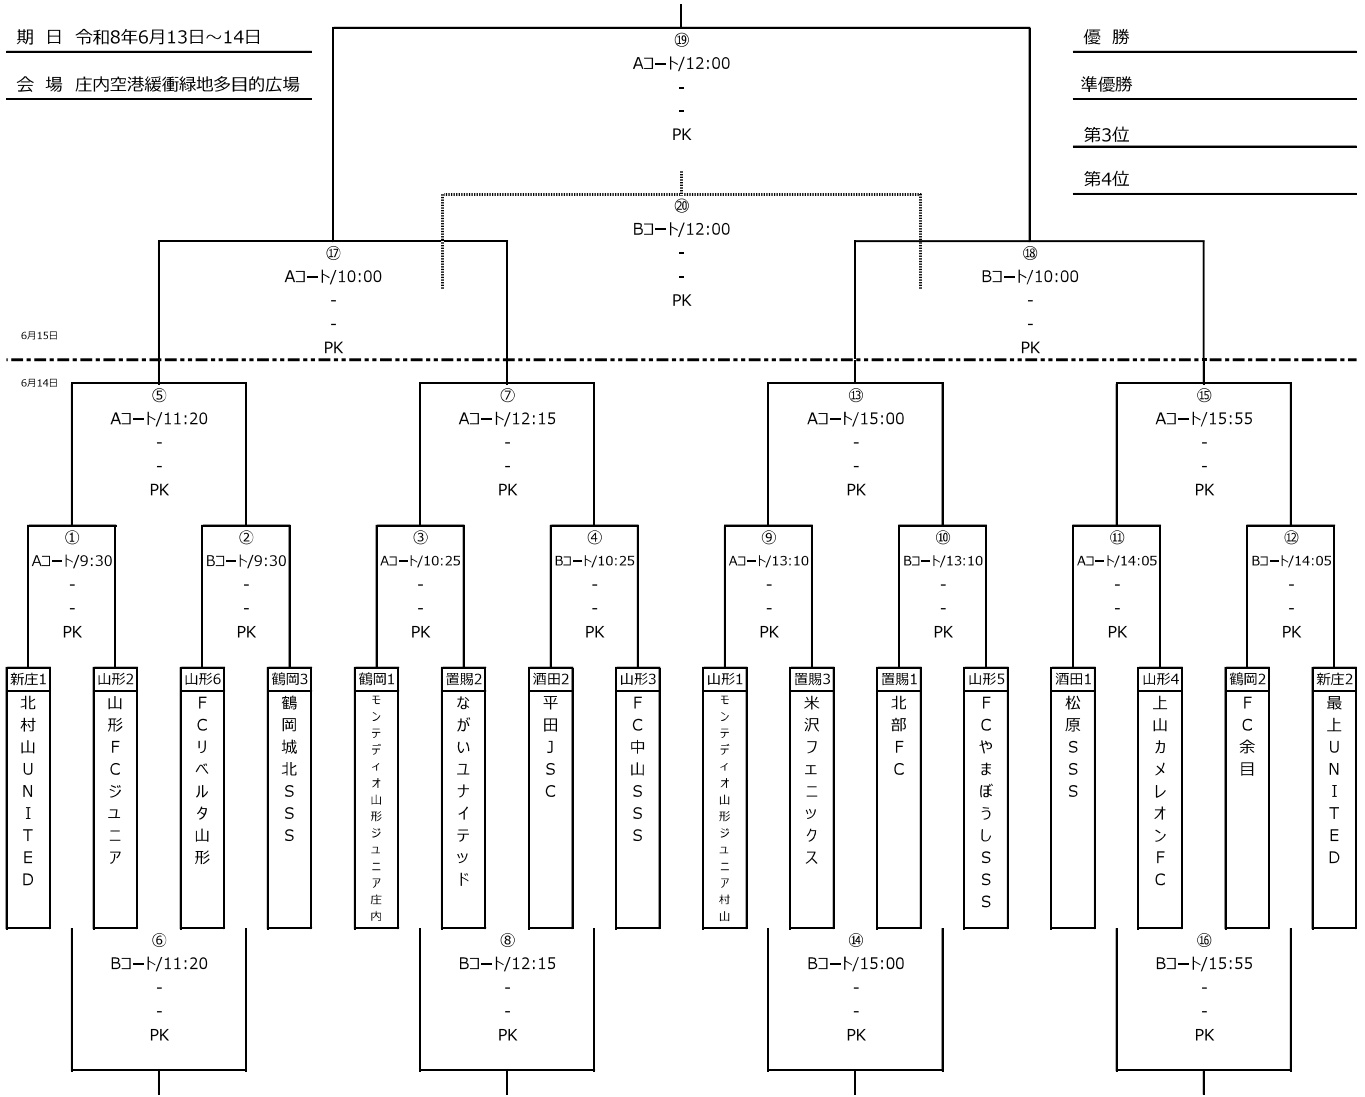 期 日 令和8年6月13日～14日
会 場 庄内空港緩衝緑地多目的広場
優 勝
準優勝
第3位
第4位
⑲
Aコート/12:00
-
-
PK
⑳
Bコート/12:00
-
-
PK
⑰
Aコート/10:00
-
-
PK
⑱
Bコート/10:00
-
-
PK
6月15日
6月14日
⑤
Aコート/11:20
-
-
PK
⑦
Aコート/12:15
-
-
PK
⑬
Aコート/15:00
-
-
PK
⑮
Aコート/15:55
-
-
PK
①
Aコート/9:30
-
-
PK
②
Bコート/9:30
-
-
PK
③
Aコート/10:25
-
-
PK
④
Bコート/10:25
-
-
PK
⑨
Aコート/13:10
-
-
PK
⑩
Bコート/13:10
-
-
PK
⑪
Aコート/14:05
-
-
PK
⑫
Bコート/14:05
-
-
PK
新庄1
北村山UNITED
山形2
山形FCジュニア
山形6
FCリベルタ山形
鶴岡3
鶴岡城北SSS
鶴岡1
モンテディオ山形ジュニア庄内
置賜2
ながいユナイテッド
酒田2
平田JSC
山形3
FC中山SSS
山形1
モンテディオ山形ジュニア村山
置賜3
米沢フェニックス
置賜1
北部FC
山形5
FCやまぼうしSSS
酒田1
松原SSS
山形4
上山カメレオンFC
鶴岡2
FC余目
新庄2
最上UNITED
⑥
Bコート/11:20
-
-
PK
⑧
Bコート/12:15
-
-
PK
⑭
Bコート/15:00
-
-
PK
⑯
Bコート/15:55
-
-
PK